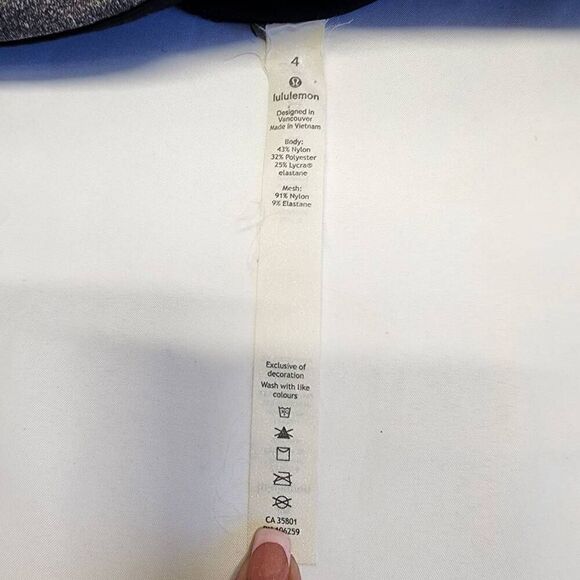 4
lululemon
Designed in
Vancouver
Made in Vietnam
Body:
43% Nylon
32% Polyester
25% Lycra®
elastane
Mesh:
91% Nylon
9% Elastane
Exclusive of
decoration
Wash with like
colours
CA 35801
106259